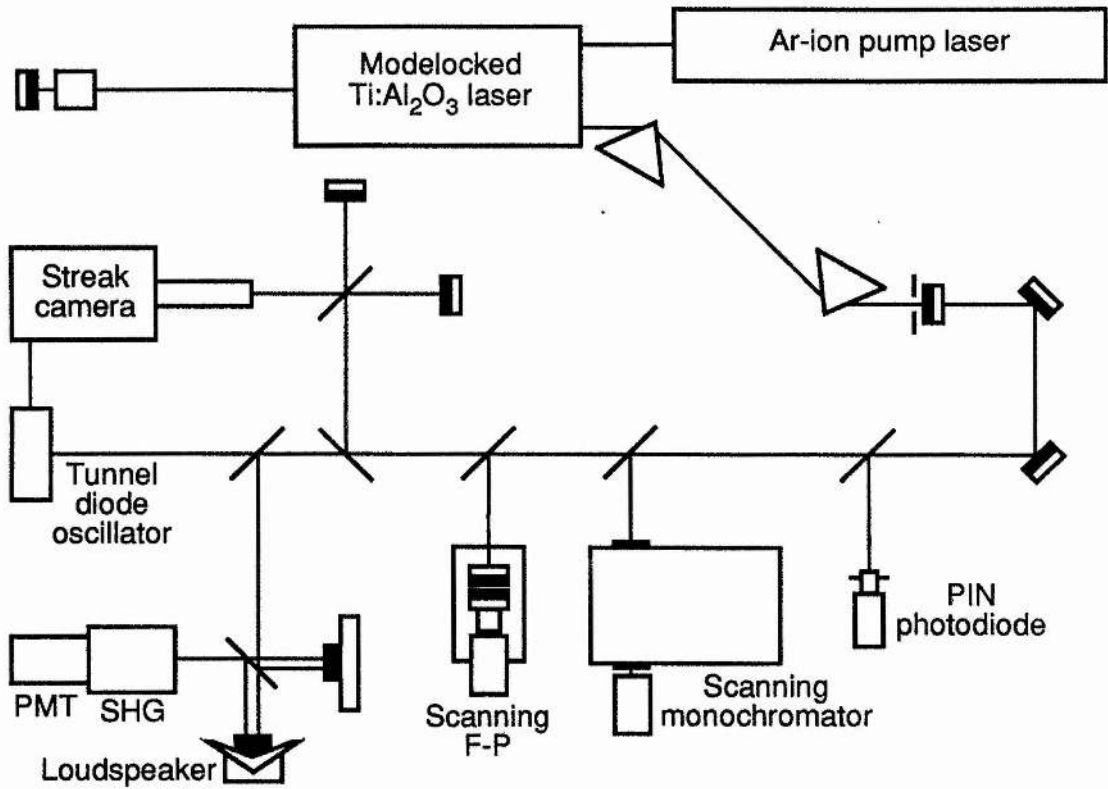 Ar-ion pump laser
Modelocked
Ti:Al₂O₃ laser
Streak
camera
Tunnel
diode
oscillator
PIN
photodiode
PMT
SHG
Scanning
F-P
Scanning
monochromator
Loudspeaker